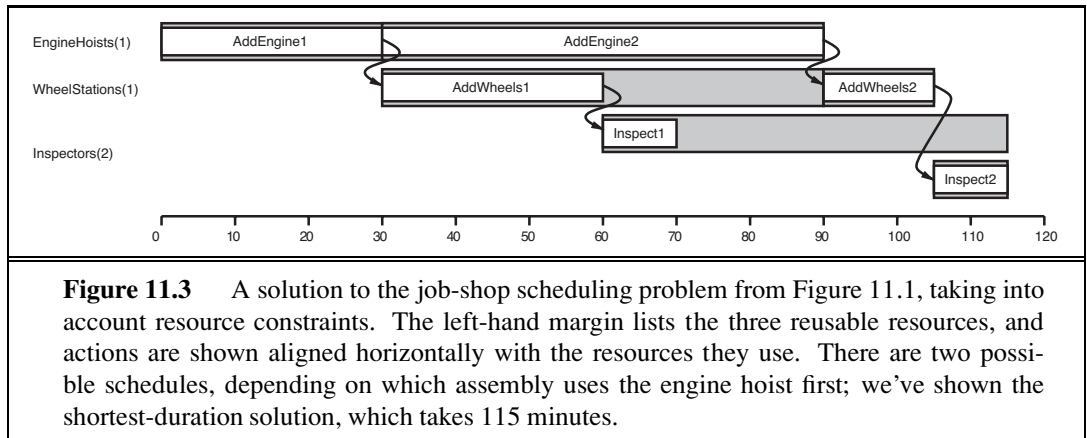 EngineHoists(1)
AddEngine1
AddEngine2
WheelStations(1)
AddWheels1
AddWheels2
Inspect1
Inspectors(2)
Inspect2
0 10 20 30 40 50 60 70 80 90 100 110 120
Figure 11.3 A solution to the job-shop scheduling problem from Figure 11.1, taking into
account resource constraints. The left-hand margin lists the three reusable resources, and
actions are shown aligned horizontally with the resources they use. There are two possi-
ble schedules, depending on which assembly uses the engine hoist first; we've shown the
shortest-duration solution, which takes 115 minutes.